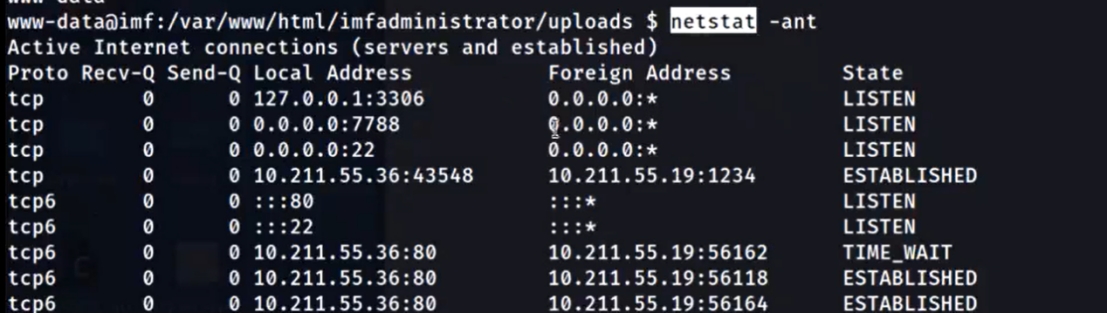 www-data@imf:/var/www/html/imfadministrator/uploads $ netstat -ant
Active Internet connections (servers and established)
Proto Recv-Q Send-Q Local Address Foreign Address State
tcp 0 0 127.0.0.1:3306 0.0.0.0:* LISTEN
tcp 0 0 0.0.0.0:7788 0.0.0.0:* LISTEN
tcp 0 0 0.0.0.0:22 0.0.0.0:* LISTEN
tcp 0 0 10.211.55.36:43548 10.211.55.19:1234 ESTABLISHED
tcp6 0 0 :::80 :::* LISTEN
tcp6 0 0 :::22 :::* LISTEN
tcp6 0 0 10.211.55.36:80 10.211.55.19:56162 TIME_WAIT
tcp6 0 0 10.211.55.36:80 10.211.55.19:56118 ESTABLISHED
tcp6 0 0 10.211.55.36:80 10.211.55.19:56164 ESTABLISHED